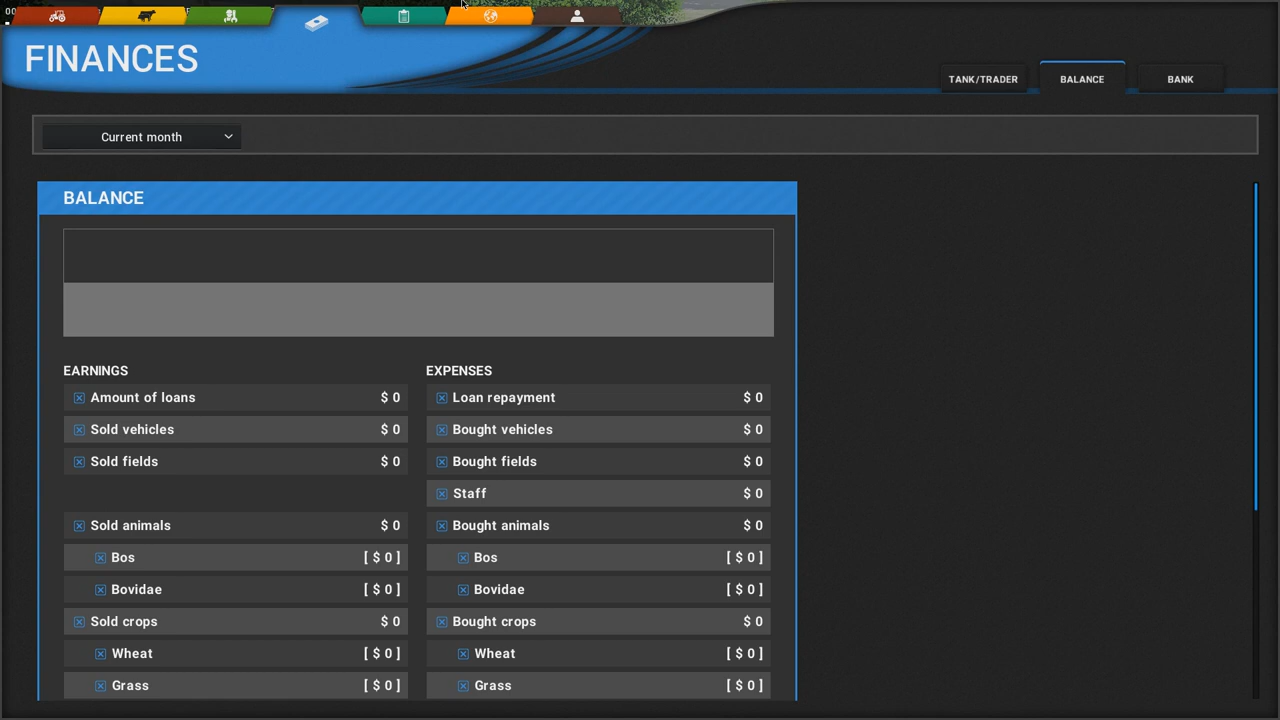 00
FINANCES
TANK/TRADER
BALANCE
BANK
Current month
BALANCE
EARNINGS
EXPENSES
Amount of loans $ 0
Loan repayment $ 0
Sold vehicles $ 0
Bought vehicles $ 0
Sold fields $ 0
Bought fields $ 0
Staff $ 0
Sold animals $ 0
Bought animals $ 0
Bos [ $ 0 ]
Bos [ $ 0 ]
Bovidae [ $ 0 ]
Bovidae [ $ 0 ]
Sold crops $ 0
Bought crops $ 0
Wheat [ $ 0 ]
Wheat [ $ 0 ]
Grass [ $ 0 ]
Grass [ $ 0 ]